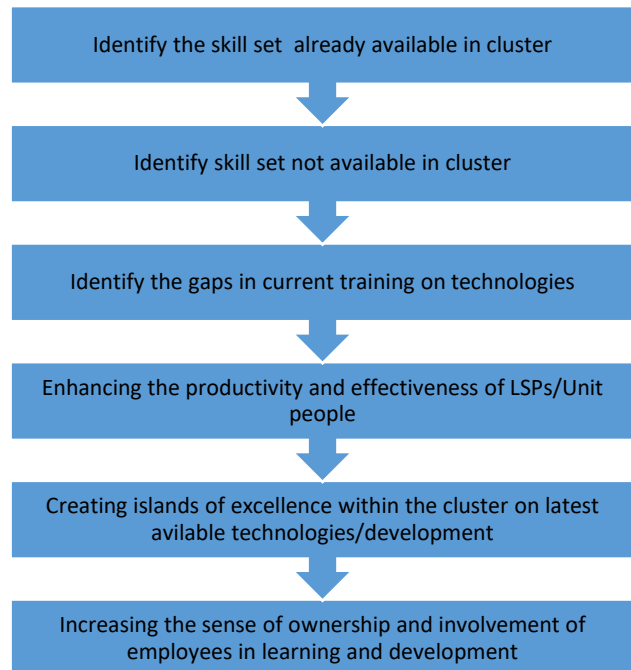 Identify the skill set  already available in cluster
Identify skill set not available in cluster
Identify the gaps in current training on technologies
Enhancing the productivity and effectiveness of LSPs/Unit
people
Creating islands of excellence within the cluster on latest
avilable technologies/development
Increasing the sense of ownership and involvement of
employees in learning and development